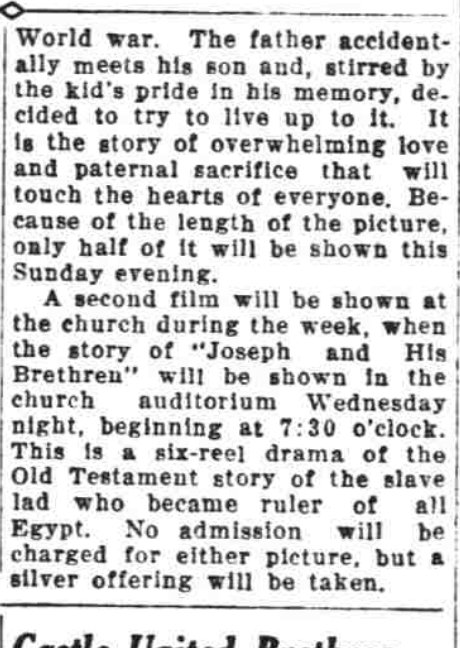 World war. The father accident-
ally meets his son and, stirred by
the kid's pride in his memory, de-
cided to try to live up to it. It
is the story of overwhelming love
and paternal sacrifice that will
touch the hearts of everyone. Be-
cause of the length of the picture,
only half of it will be shown this
Sunday evening.
A second film will be shown at
the church during the week, when
the story of "Joseph and His
Brethren" will be shown in the
church auditorium Wednesday
night, beginning at 7:30 o'clock.
This is a six-reel drama of the
Old Testament story of the slave
lad who became ruler of all
Egypt. No admission will be
charged for either picture, but a
silver offering will be taken.
Castle United Brethren